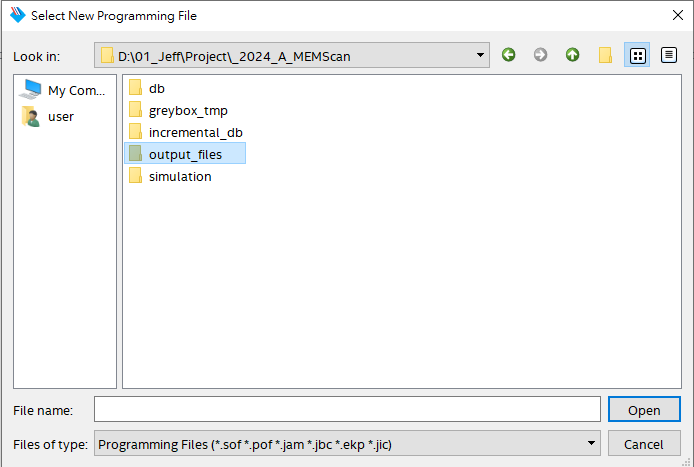 Select New Programming File
Look in: D:\01_Jeff\Project\_2024_A_MEMScan
My Com...
user
db
greybox_tmp
incremental_db
output_files
simulation
File name: Open
Files of type: Programming Files (*.sof *.pof *.jam *.jbc *.ekp *.jic) Cancel